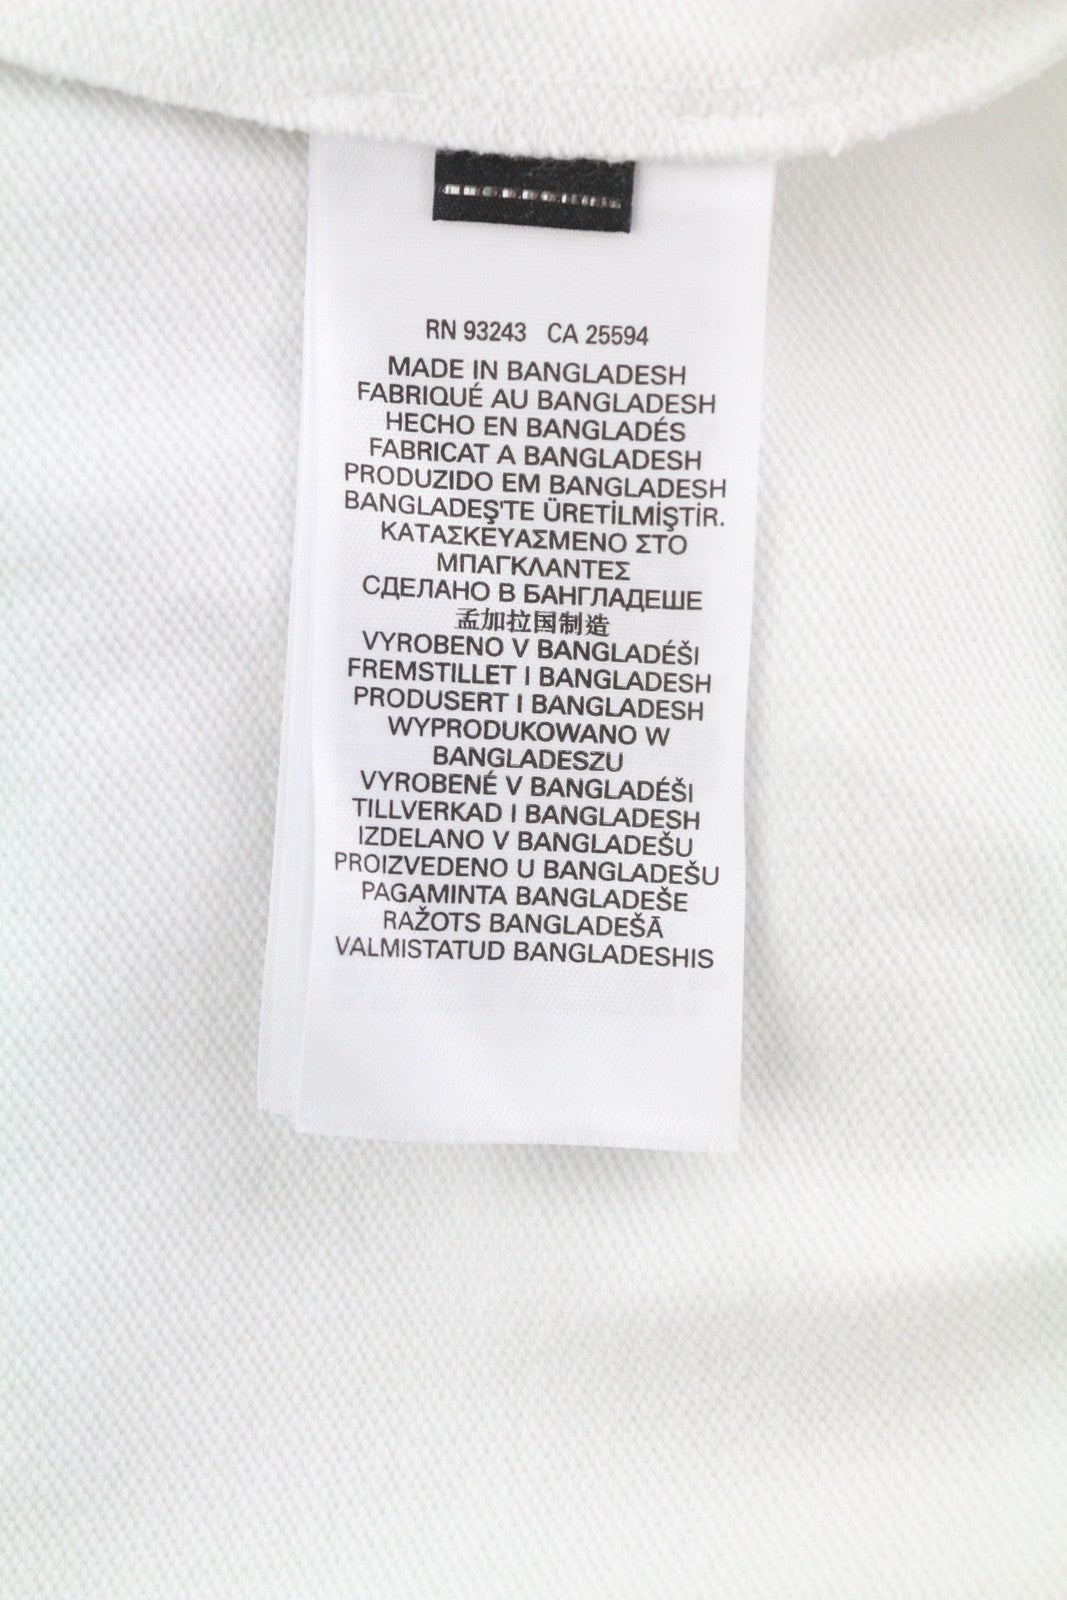 RN 93243 CA 25594
MADE IN BANGLADESH
FABRIQUÉ AU BANGLADESH
HECHO EN BANGLADÉS
FABRICAT A BANGLADESH
PRODUZIDO EM BANGLADESH
BANGLADEŞ'TE ÜRETİLMİŞTİR.
ΚΑΤΑΣΚΕΥΑΣΜΕΝΟ ΣΤΟ
ΜΠΑΓΚΛΑΝΤΕΣ
СДЕЛАНО В БАНГЛАДЕШЕ
孟加拉国制造
VYROBENO V BANGLADÉŠI
FREMSTILLET I BANGLADESH
PRODUSERT I BANGLADESH
WYPRODUKOWANO W
BANGLADESZU
VYROBENÉ V BANGLADÉŠI
TILLVERKAD I BANGLADESH
IZDELANO V BANGLADEŠU
PROIZVEDENO U BANGLADEŠU
PAGAMINTA BANGLADEŠE
RAŽOTS BANGLADEŠĀ
VALMISTATUD BANGLADESHIS